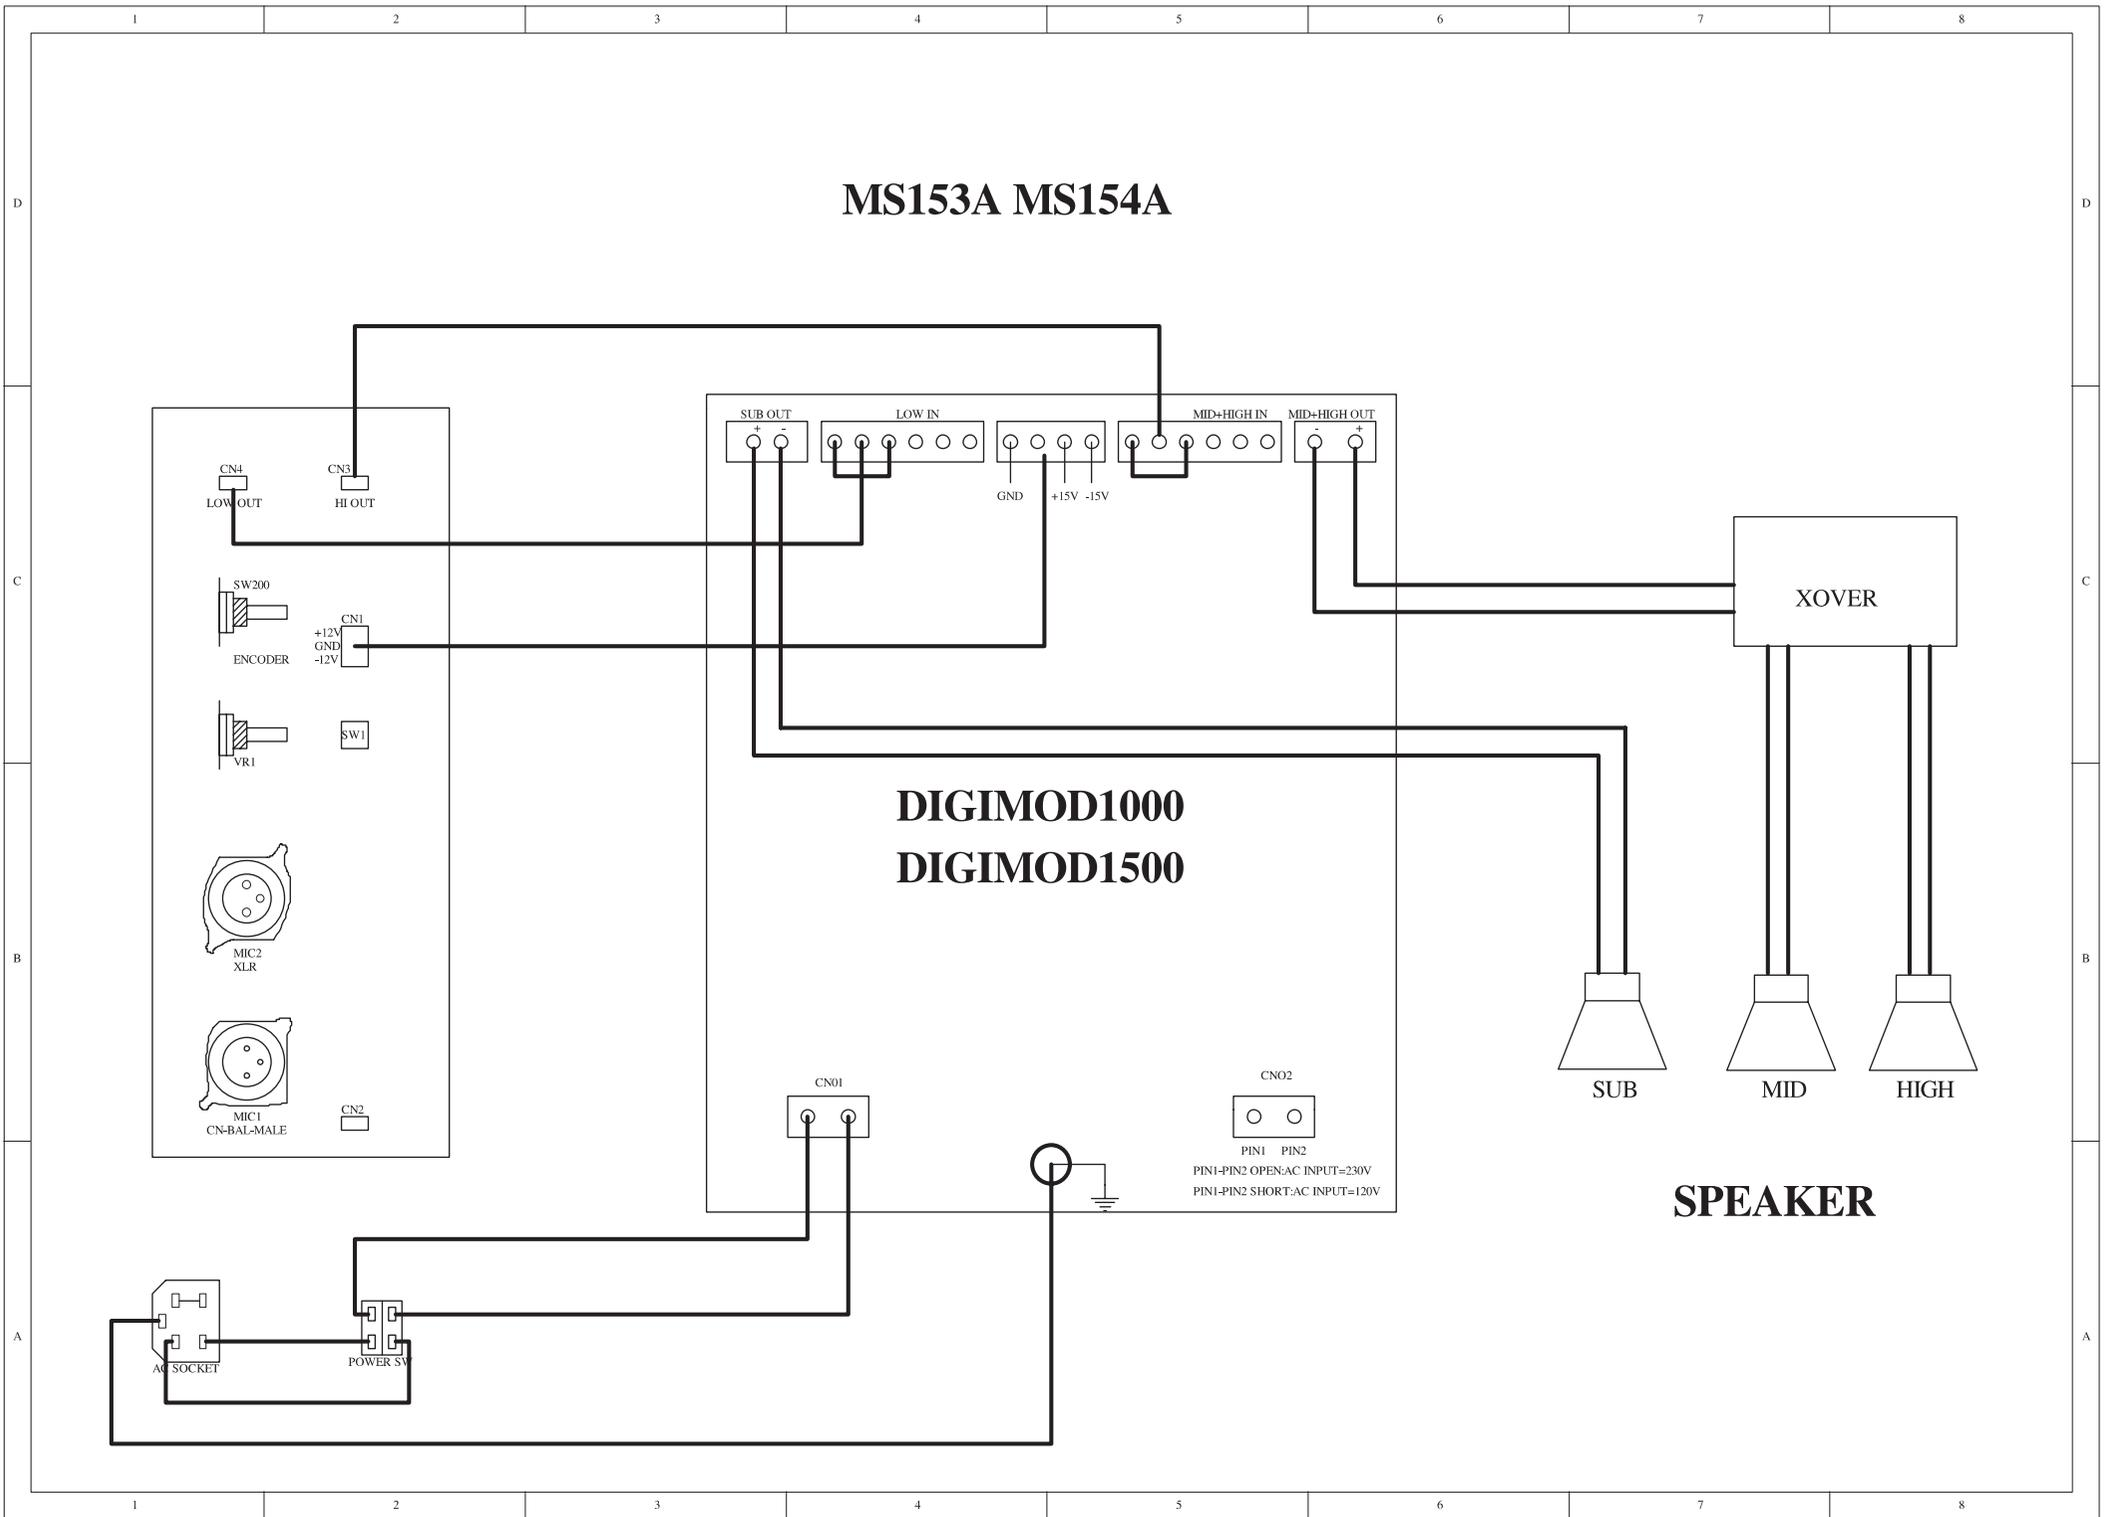 1 2 3 4 5 6 7 8
D D
MS153A MS154A
SUB OUT LOW IN MID+HIGH IN MID+HIGH OUT
+ - - +
CN4 CN3
LOW OUT HI OUT
GND +15V -15V
C C
SW200
XOVER
CN1
+12V
GND
-12V
ENCODER
SW1
VR1
DIGIMOD1000
DIGIMOD1500
B B
MIC2
XLR
CN01 CNO2
SUB MID HIGH
MIC1
CN-BAL-MALE
CN2
PIN1 PIN2
PIN1-PIN2 OPEN:AC INPUT=230V
PIN1-PIN2 SHORT:AC INPUT=120V
SPEAKER
A A
AC SOCKET
POWER SW
1 2 3 4 5 6 7 8